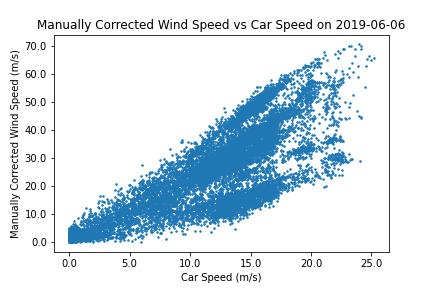 Manually Corrected Wind Speed vs Car Speed on 2019-06-06
Manually Corrected Wind Speed (m/s)
70.0
60.0
50.0
40.0
30.0
20.0
10.0
0.0
0.0 5.0 10.0 15.0 20.0 25.0
Car Speed (m/s)